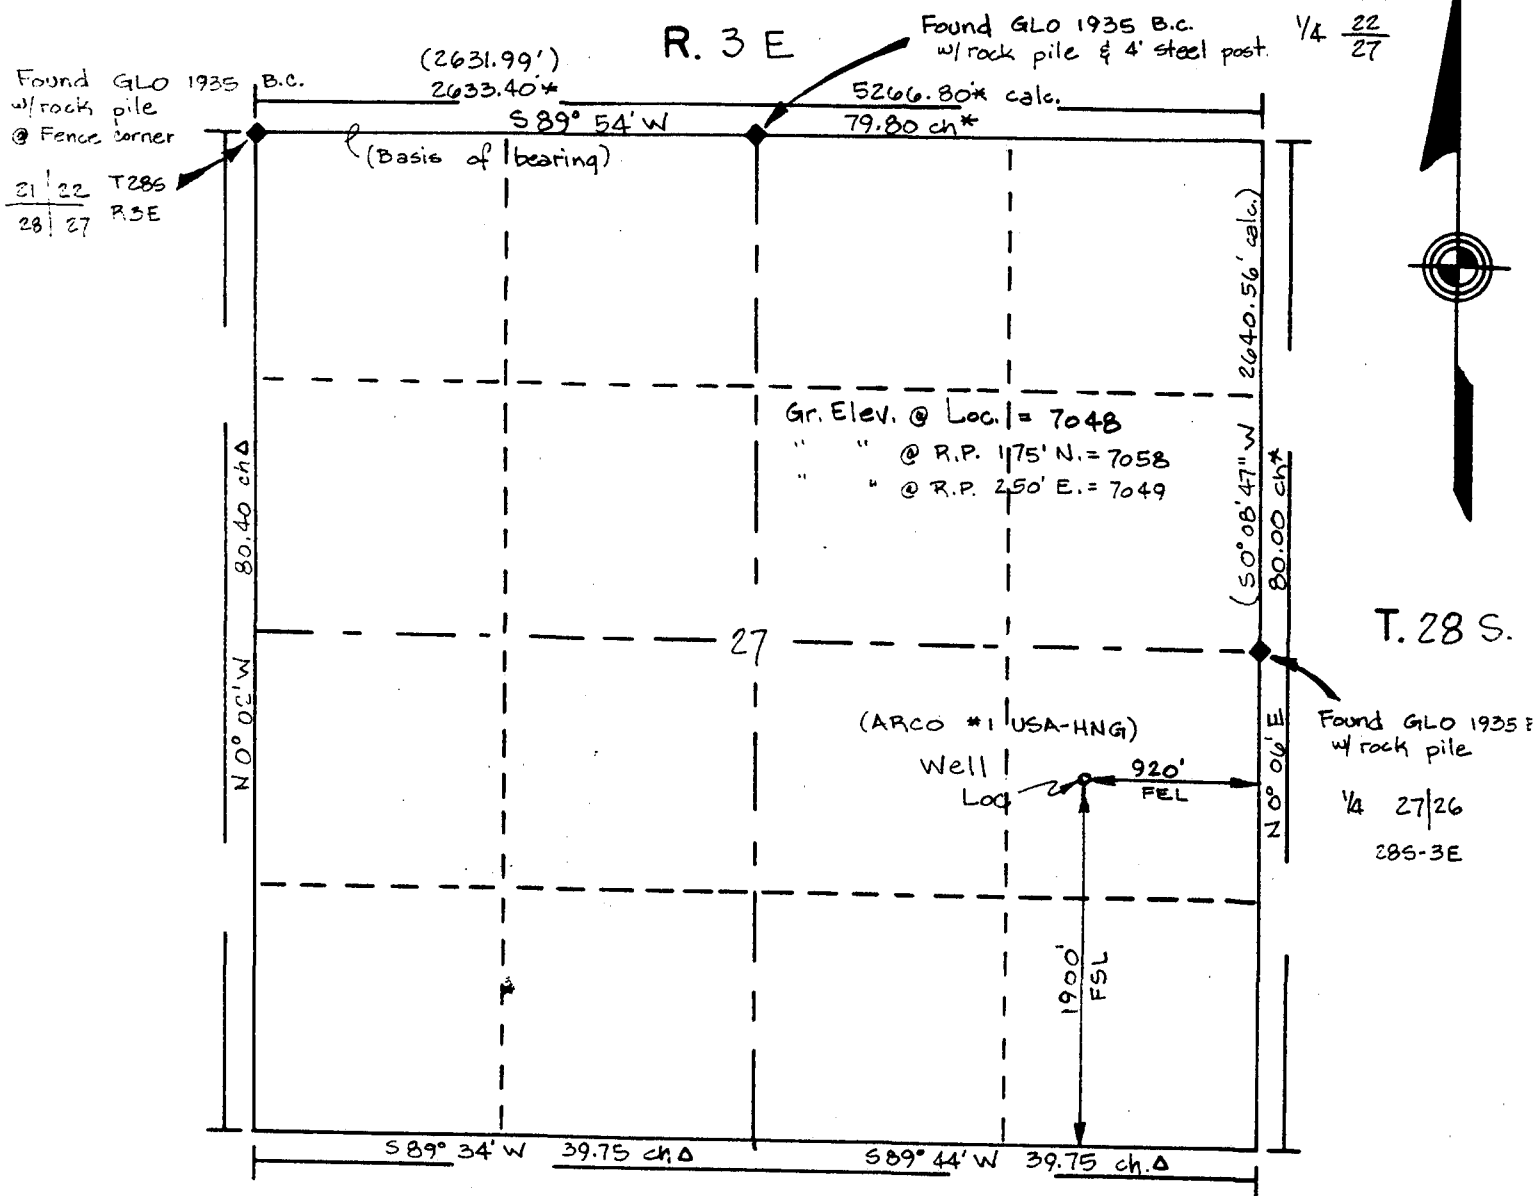 R. 3 E
Found GLO 1935 B.C.
w/rock pile & 4' steel post.
1/4 22
27
Found GLO 1935 B.C.
w/rock pile
@ Fence corner
21 | 22 T28S
28 | 27 R3E
(2631.99')
2633.40'*
5266.80* calc.
S 89° 54' W 79.80 ch*
(Basis of bearing)
(S0° 08' 47" W 2640.56' calc.)
N 0° 06' E 80.00 ch*
N 0° 02' W 80.40 ch Δ
Gr. Elev. @ Loc. = 7048
" " @ R.P. 175' N. = 7058
" " @ R.P. 250' E. = 7049
27
T. 28 S.
Found GLO 1935
w/ rock pile
1/4 27|26
28S-3E
(ARCO #1 USA-HNG)
Well
Loc
920'
FEL
1900'
FSL
S 89° 34' W 39.75 ch. Δ
S 89° 44' W 39.75 ch. Δ